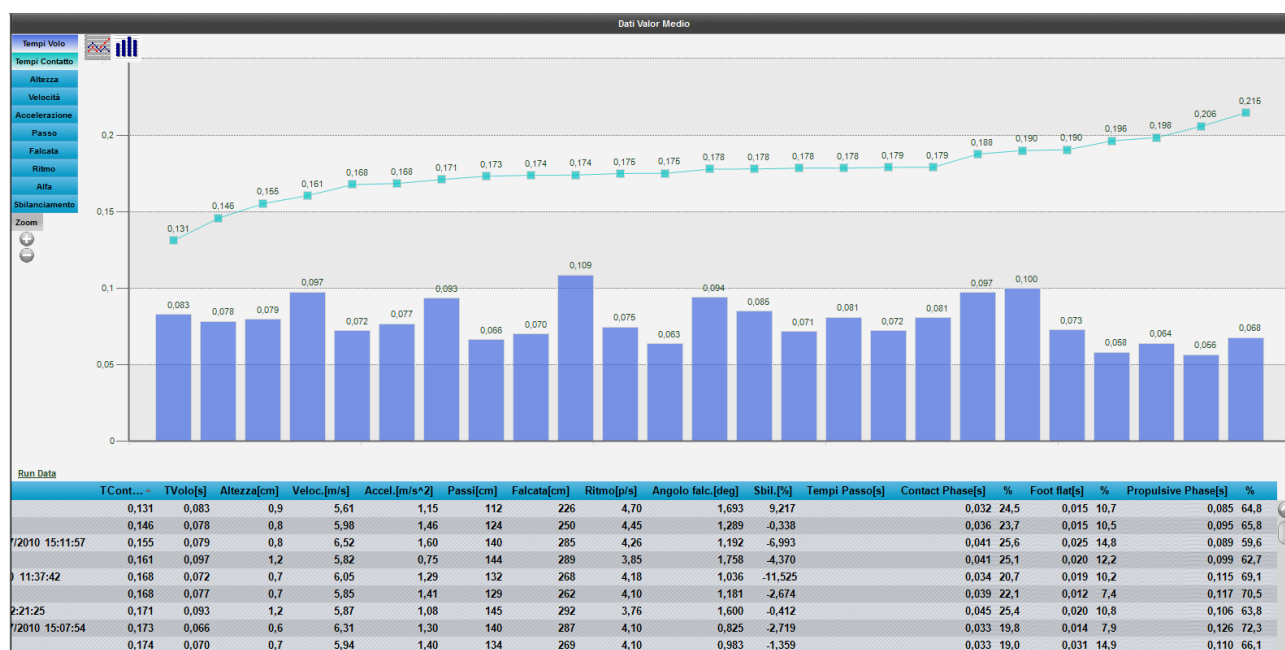 Dati Valor Medio
Tempi Volo
Tempi Contatto
Altezza
Velocità
Accelerazione
Passo
Falcata
Ritmo
Alfa
Sbilanciamento
Zoom
0,2
0,15
0,1
0,05
0
0,131 0,146 0,155 0,161 0,168 0,168 0,171 0,173 0,174 0,174 0,175 0,175 0,178 0,178 0,178 0,178 0,179 0,179 0,188 0,190 0,190 0,196 0,198 0,206 0,215
0,083 0,078 0,079 0,097 0,072 0,077 0,093 0,066 0,070 0,109 0,075 0,063 0,094 0,085 0,071 0,081 0,072 0,081 0,097 0,100 0,073 0,058 0,064 0,056 0,068
Run Data
TCont... TVolo[s] Altezza[cm] Veloc.[m/s] Accel.[m/s^2] Passi[cm] Falcata[cm] Ritmo[p/s] Angolo falc.[deg] Sbil.[%] Tempi Passo[s] Contact Phase[s] % Foot flat[s] % Propulsive Phase[s] %
0,131 0,083 0,9 5,61 1,15 112 226 4,70 1,693 9,217 0,032 24,5 0,015 10,7 0,085 64,8
0,146 0,078 0,8 5,98 1,46 124 250 4,45 1,289 -0,338 0,036 23,7 0,015 10,5 0,095 65,8
7/2010 15:11:57 0,155 0,079 0,8 6,52 1,60 140 285 4,26 1,192 -6,993 0,041 25,6 0,025 14,8 0,089 59,6
0,161 0,097 1,2 5,82 0,75 144 289 3,85 1,758 -4,370 0,041 25,1 0,020 12,2 0,099 62,7
11:37:42 0,168 0,072 0,7 6,05 1,29 132 268 4,18 1,036 -11,525 0,034 20,7 0,019 10,2 0,115 69,1
0,168 0,077 0,7 5,85 1,41 129 262 4,10 1,181 -2,674 0,039 22,1 0,012 7,4 0,117 70,5
2:21:25 0,171 0,093 1,2 5,87 1,08 145 292 3,76 1,600 -0,412 0,045 25,4 0,020 10,8 0,106 63,8
7/2010 15:07:54 0,173 0,066 0,6 6,31 1,30 140 287 4,10 0,825 -2,719 0,033 19,8 0,014 7,9 0,126 72,3
0,174 0,070 0,7 5,94 1,40 134 269 4,10 0,983 -1,359 0,033 19,0 0,031 14,9 0,110 66,1